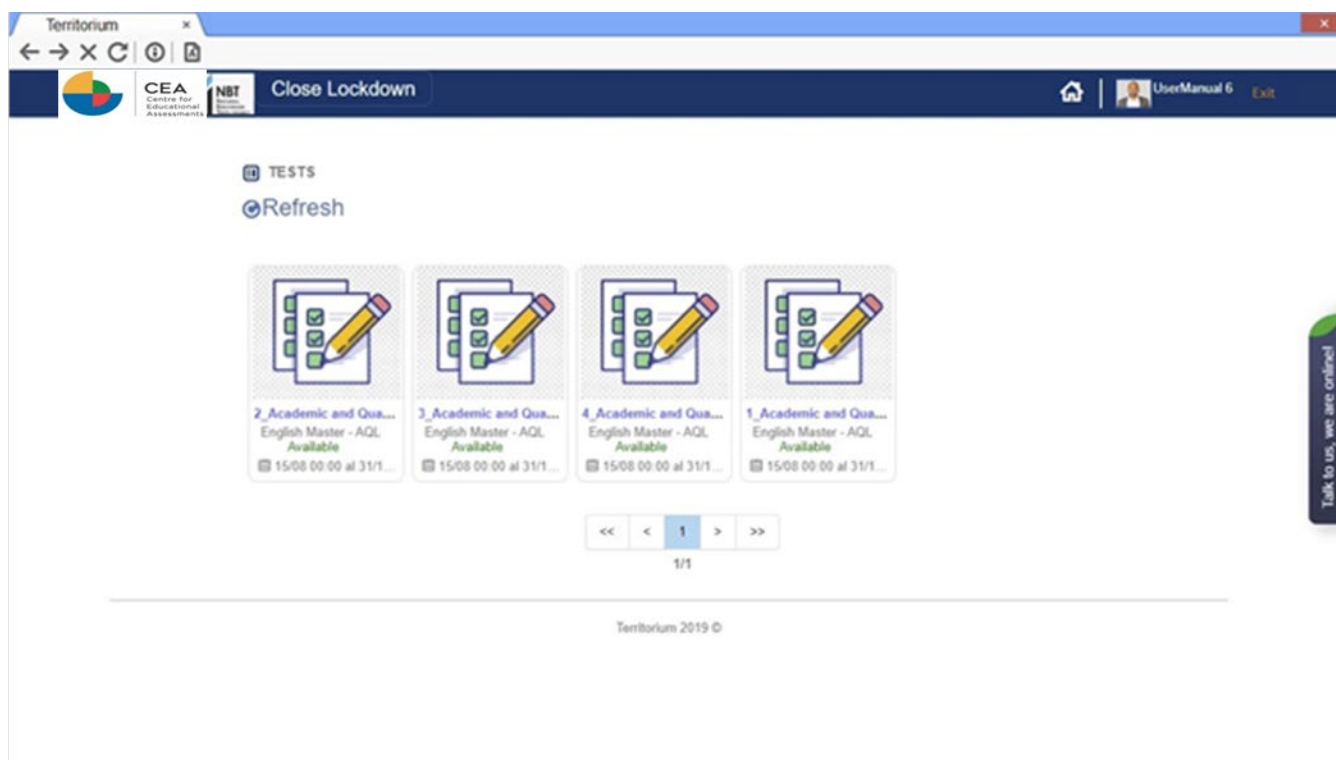 Territorium ×
CEA
Centre for
Educational
Assessments
NBT
Close Lockdown
UserManual 6
Exit
TESTS
Refresh
2_Academic and Qua...
English Master - AQL
Available
15/08 00:00 al 31/1...
3_Academic and Qua...
English Master - AQL
Available
15/08 00:00 al 31/1...
4_Academic and Qua...
English Master - AQL
Available
15/08 00:00 al 31/1...
1_Academic and Qua...
English Master - AQL
Available
15/08 00:00 al 31/1...
<< < 1 > >>
1/1
Talk to us, we are online!
Territorium 2019 ©